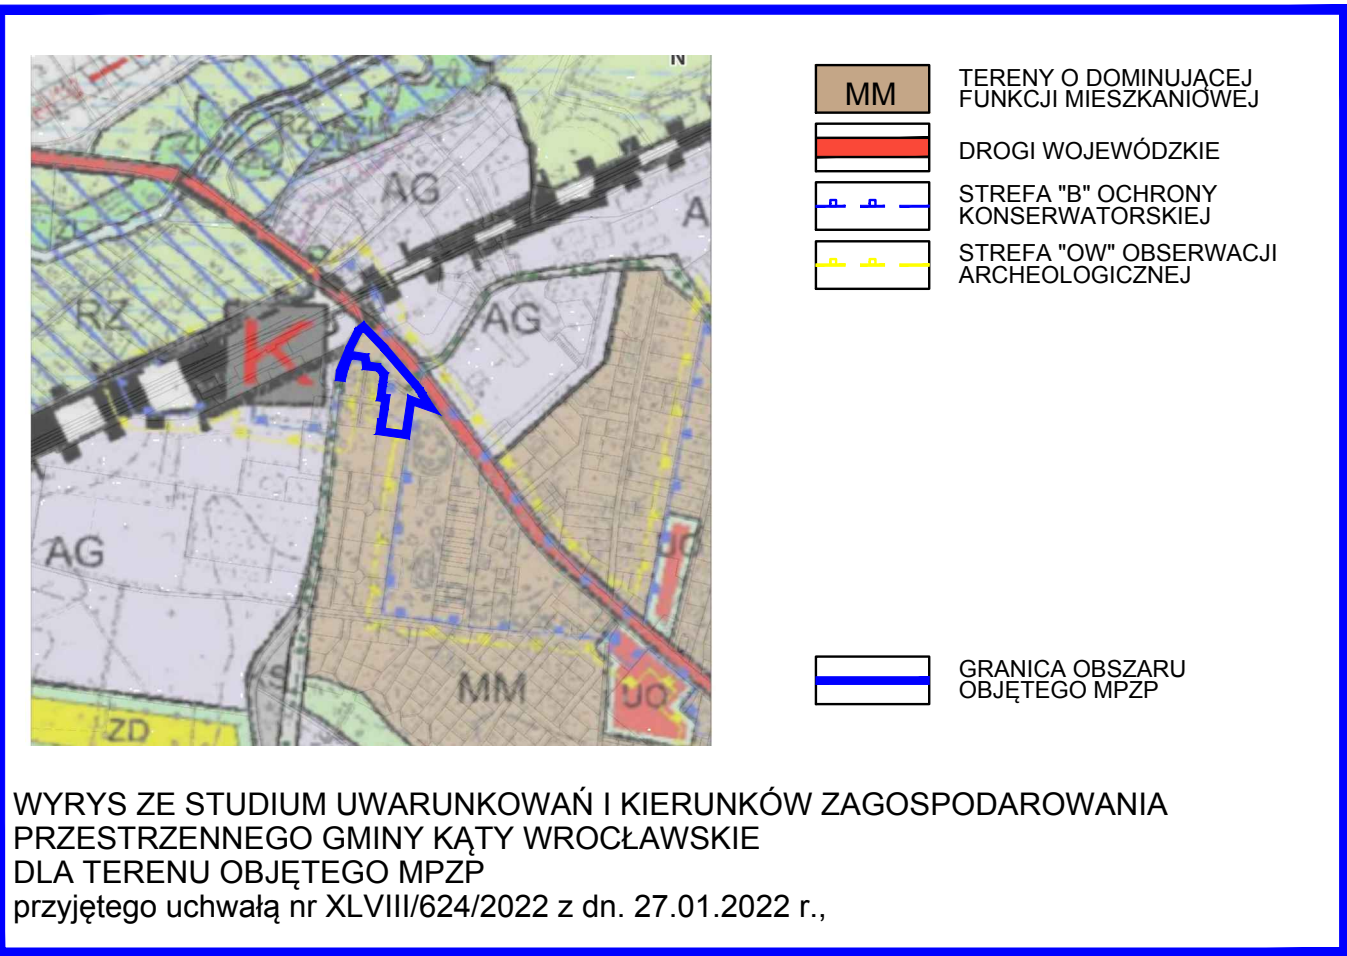 N
AG
A
RZ
K
AG
AG
UO
MM
UO
ZD
MM
TERENY O DOMINUJĄCEJ
FUNKCJI MIESZKANIOWEJ
DROGI WOJEWÓDZKIE
STREFA "B" OCHRONY
KONSERWATORSKIEJ
STREFA "OW" OBSERWACJI
ARCHEOLOGICZNEJ
GRANICA OBSZARU
OBJĘTEGO MPZP
WYRYS ZE STUDIUM UWARUNKOWAŃ I KIERUNKÓW ZAGOSPODAROWANIA
PRZESTRZENNEGO GMINY KĄTY WROCŁAWSKIE
DLA TERENU OBJĘTEGO MPZP
przyjętego uchwałą nr XLVIII/624/2022 z dn. 27.01.2022 r.,